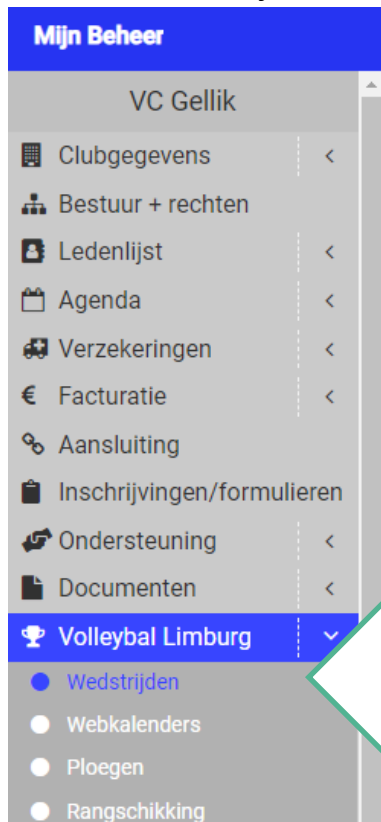 Mijn Beheer
VC Gellik
Clubgegevens
Bestuur + rechten
Ledenlijst
Agenda
Verzekeringen
€ Facturatie
Aansluiting
Inschrijvingen/formulieren
Ondersteuning
Documenten
Volleybal Limburg
Wedstrijden
Webkalenders
Ploegen
Rangschikking